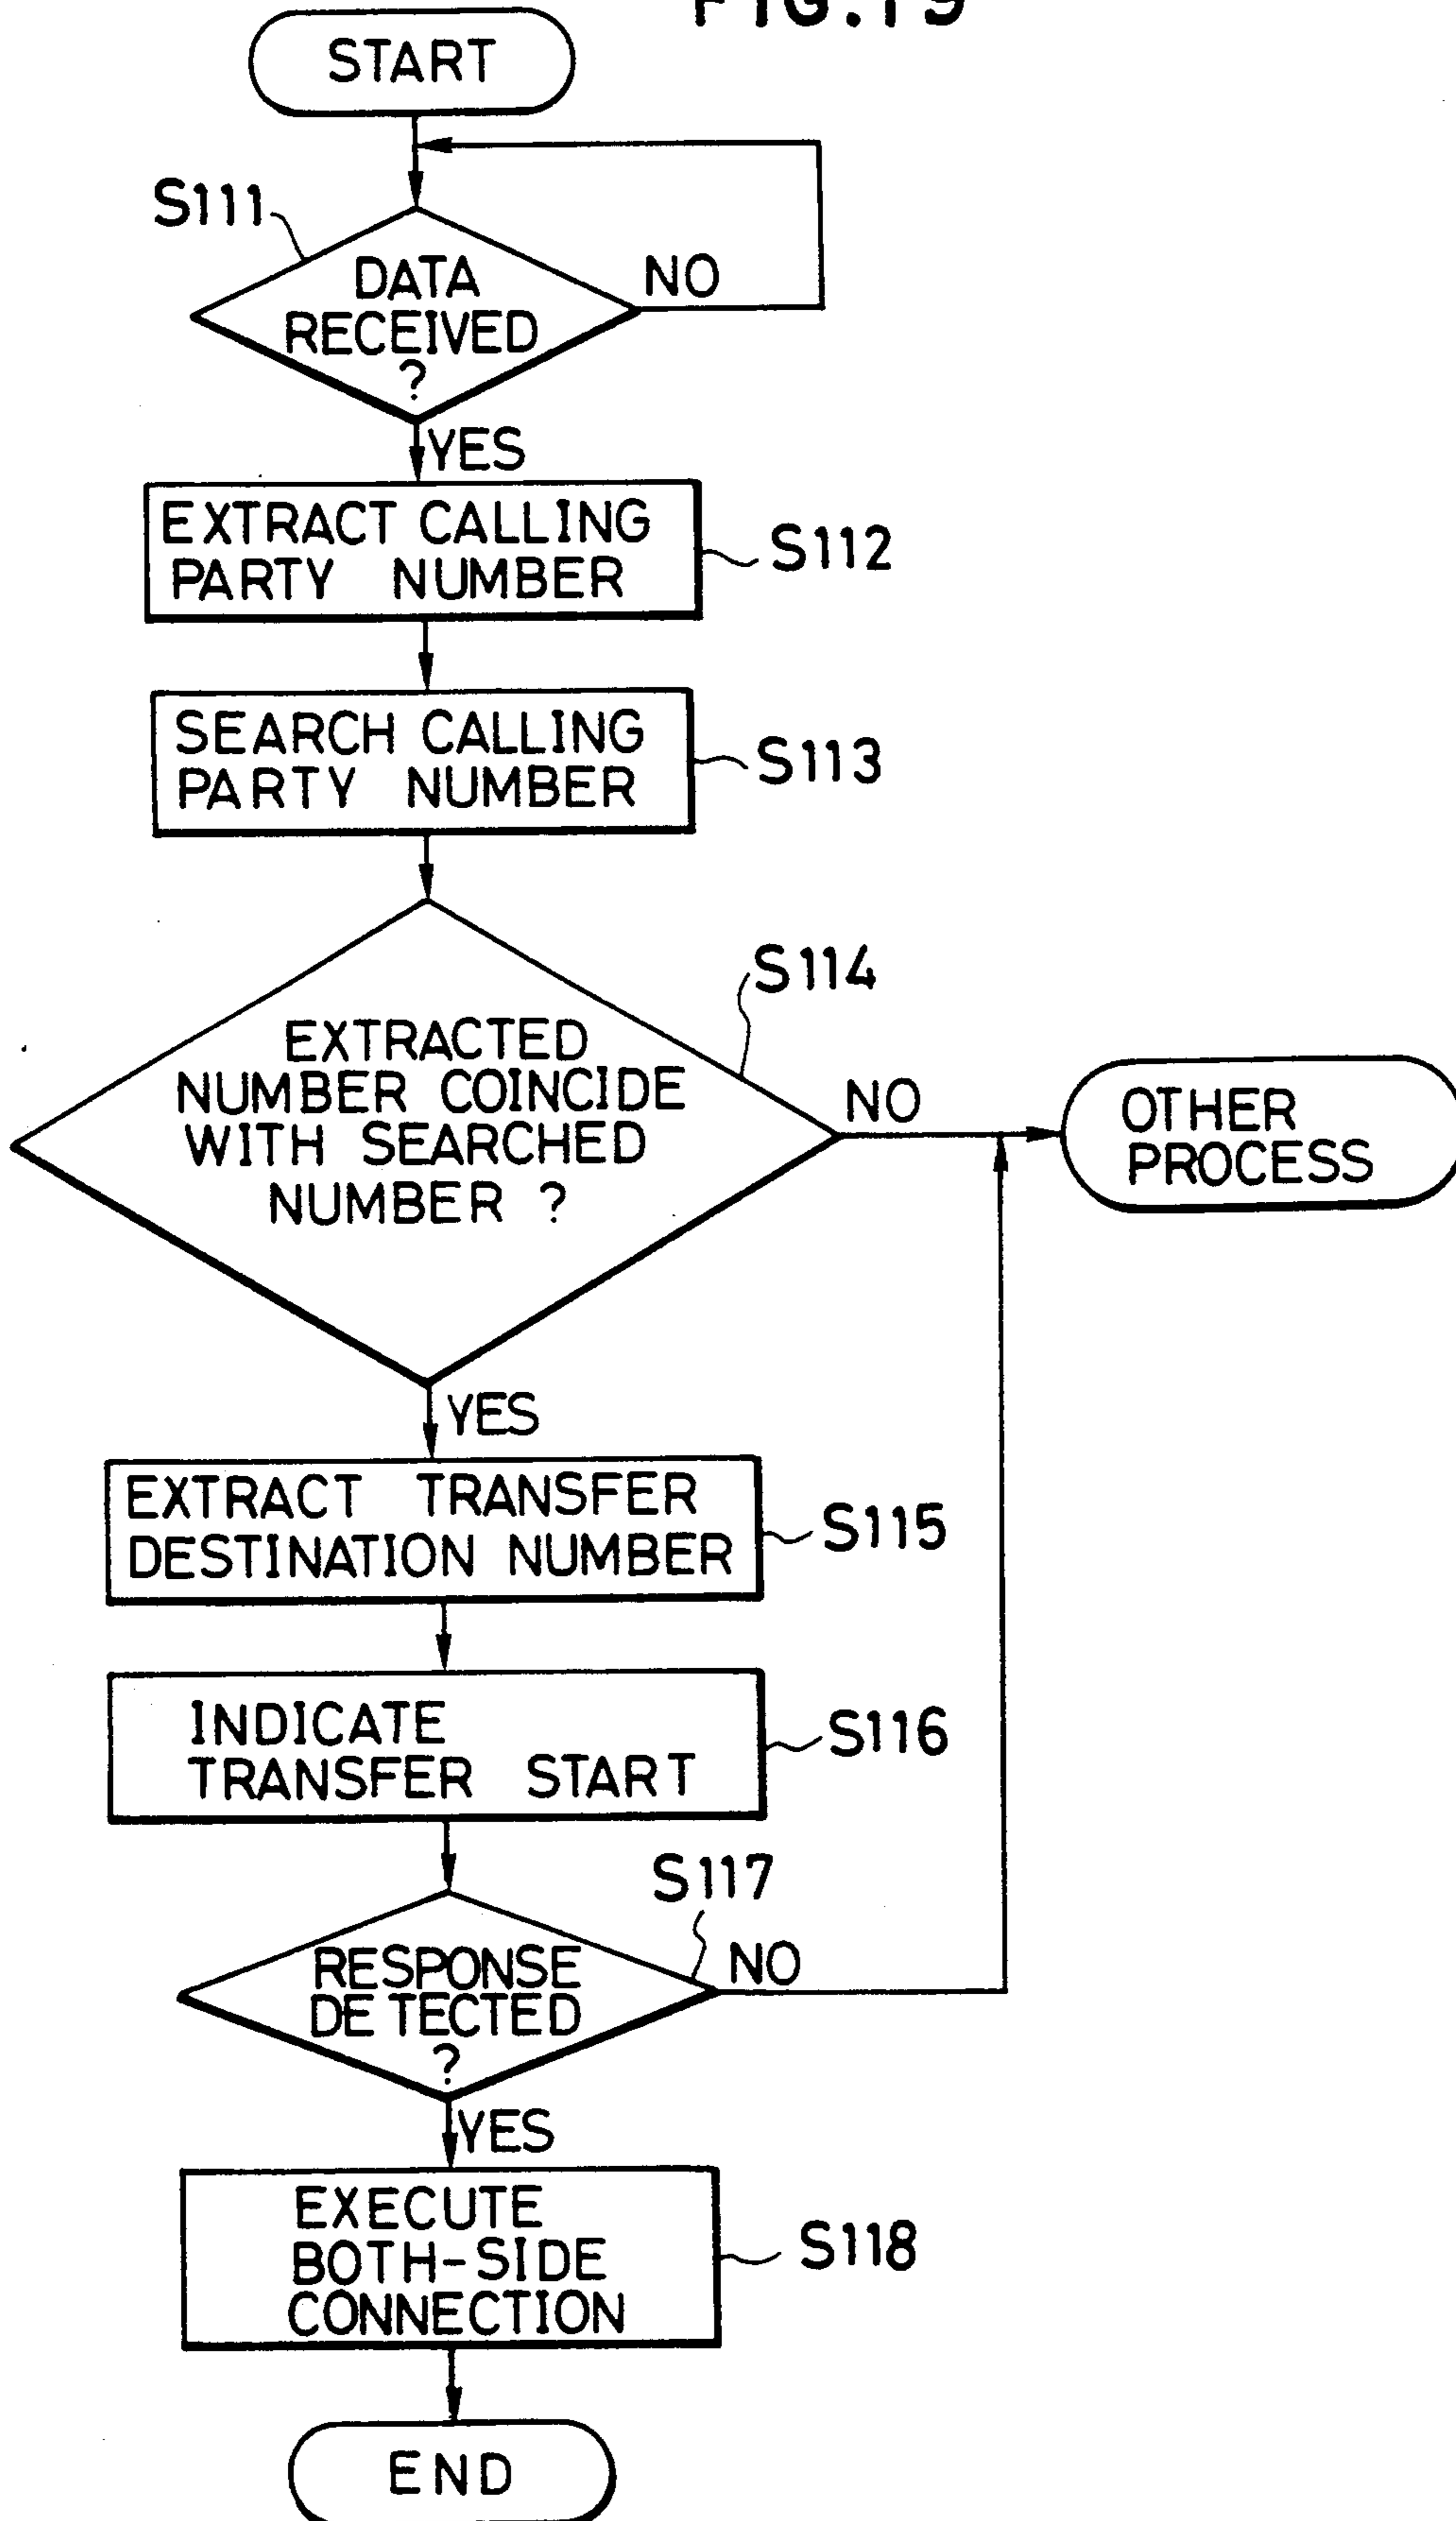 FIG.19
START
S111
DATA
RECEIVED
?
NO
YES
EXTRACT CALLING
PARTY NUMBER
S112
SEARCH CALLING
PARTY NUMBER
S113
S114
EXTRACTED
NUMBER COINCIDE
WITH SEARCHED
NUMBER ?
NO
OTHER
PROCESS
YES
EXTRACT TRANSFER
DESTINATION NUMBER
S115
INDICATE
TRANSFER START
S116
S117
RESPONSE
DETECTED
?
NO
YES
EXECUTE
BOTH-SIDE
CONNECTION
S118
END